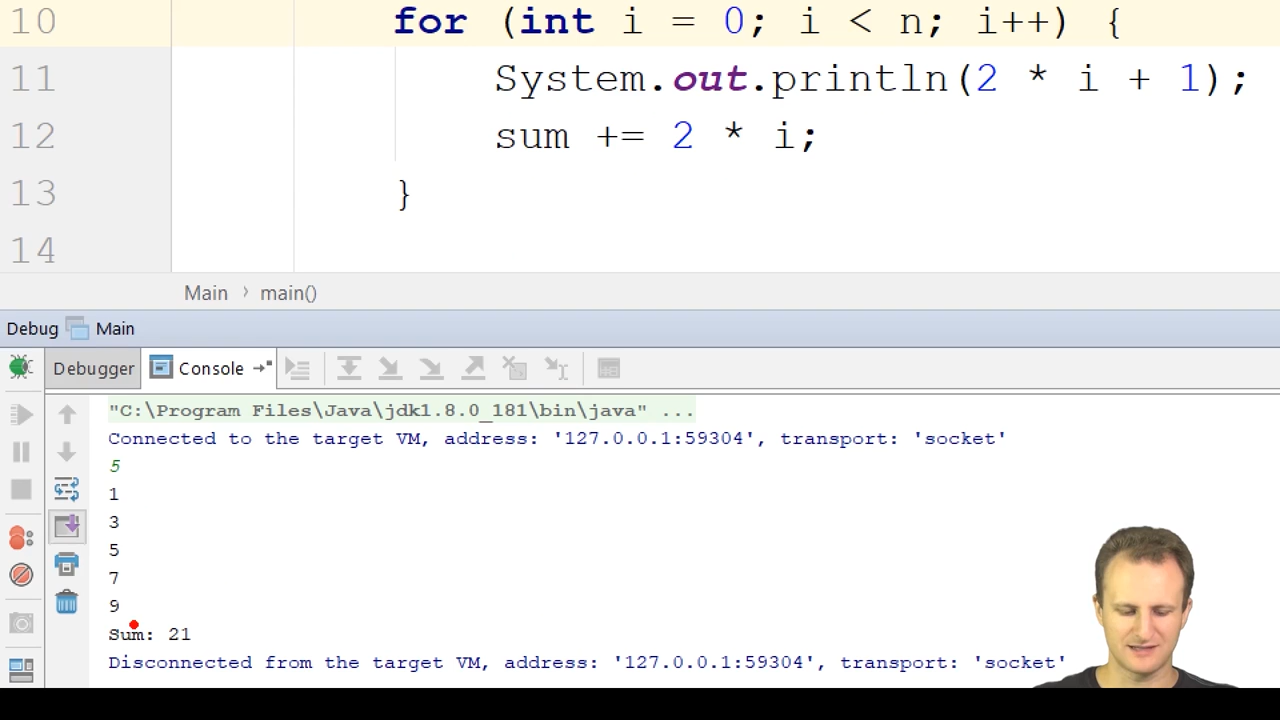 10 for (int i = 0; i < n; i++) {
11 System.out.println(2 * i + 1);
12 sum += 2 * i;
13 }
14
Main › main()
Debug Main
Debugger Console
"C:\Program Files\Java\jdk1.8.0_181\bin\java" ...
Connected to the target VM, address: '127.0.0.1:59304', transport: 'socket'
5
1
3
5
7
9
Sum: 21
Disconnected from the target VM, address: '127.0.0.1:59304', transport: 'socket'